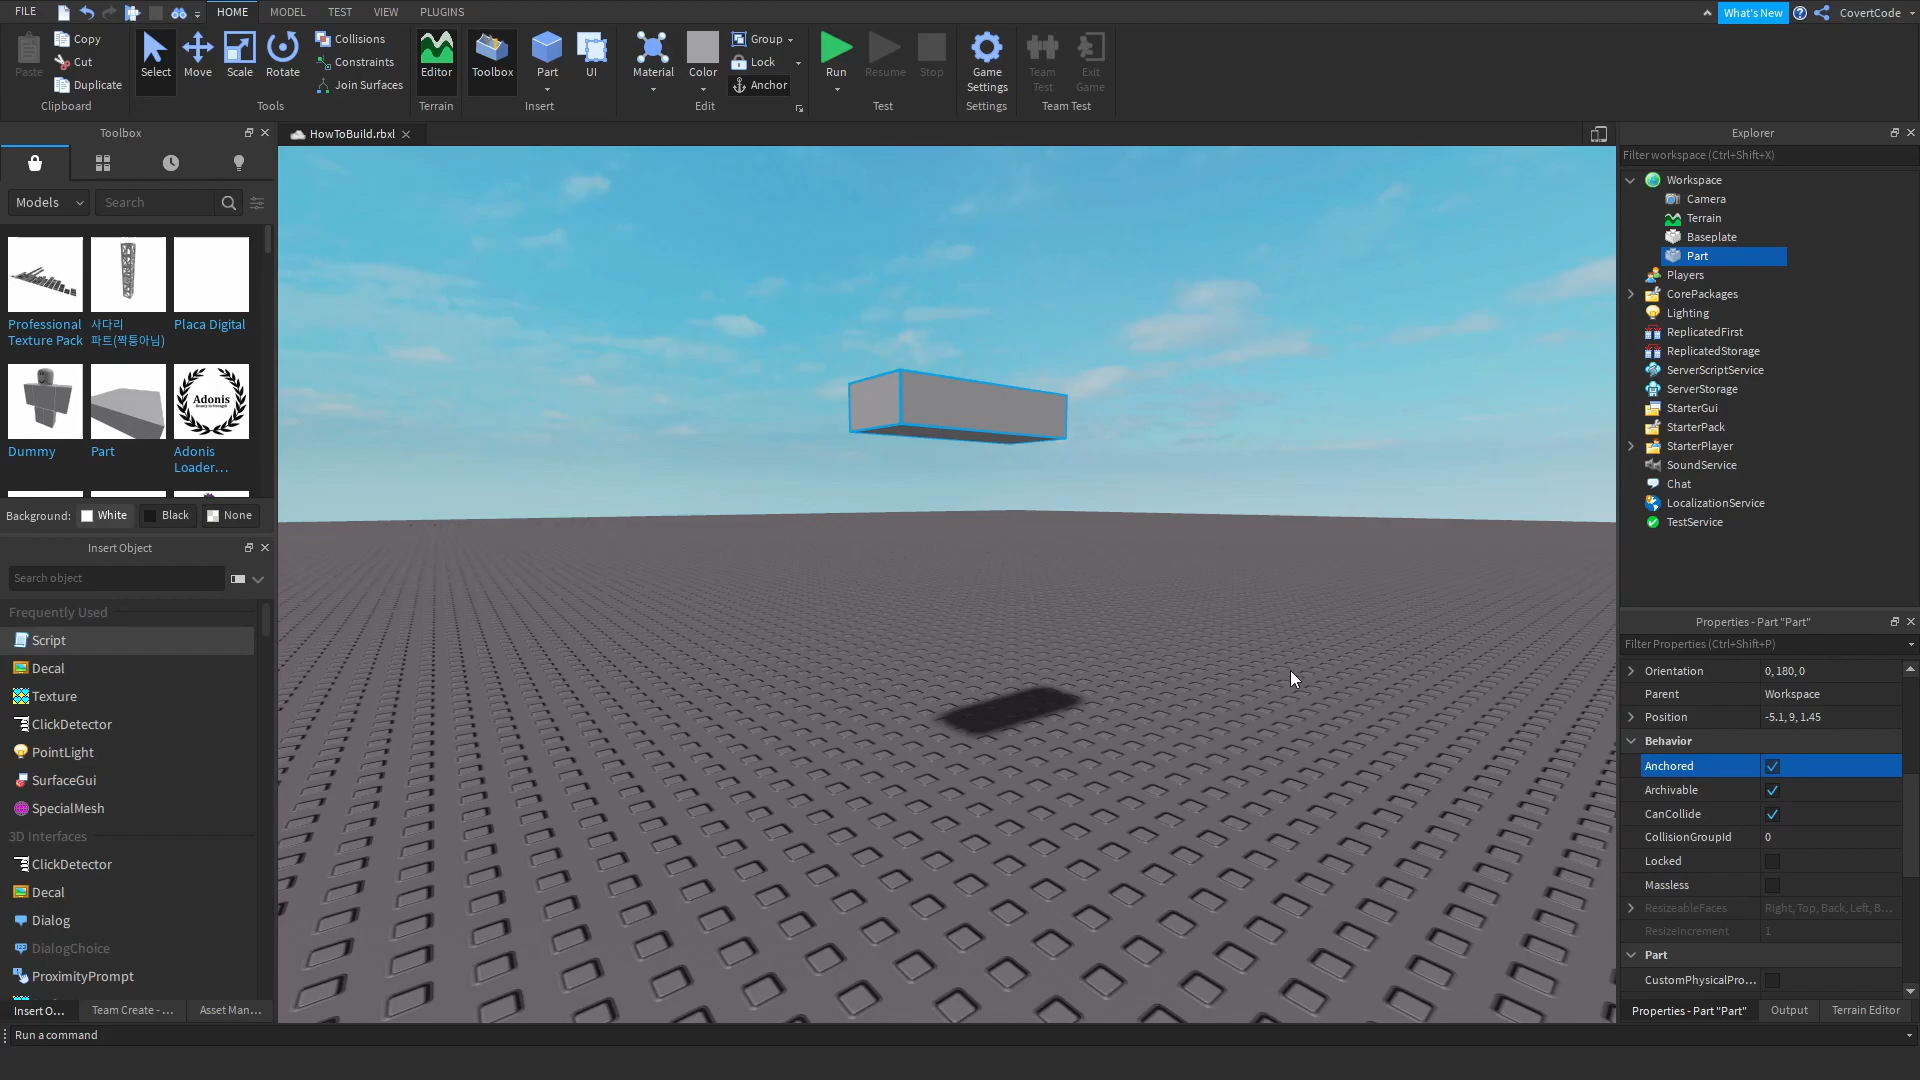 FILE
HOME
MODEL
TEST
VIEW
PLUGINS
What's New
CovertCode
Paste
Copy
Cut
Duplicate
Clipboard
Select
Move
Scale
Rotate
Collisions
Constraints
Join Surfaces
Tools
Editor
Terrain
Toolbox
Part
UI
Insert
Material
Color
Group
Lock
Anchor
Edit
Run
Resume
Stop
Test
Game
Settings
Settings
Team
Test
Exit
Game
Team Test
Toolbox
HowToBuild.rbxl
Models
Search
Professional
Texture Pack
사다리
파트(짝퉁아님)
Placa Digital
Dummy
Part
Adonis
Adonis
Loader...
Background:
White
Black
None
Insert Object
Search object
Frequently Used
Script
Decal
Texture
ClickDetector
PointLight
SurfaceGui
SpecialMesh
3D Interfaces
ClickDetector
Decal
Dialog
DialogChoice
ProximityPrompt
Insert O...
Team Create - ...
Asset Man...
Run a command
Explorer
Filter workspace (Ctrl+Shift+X)
Workspace
Camera
Terrain
Baseplate
Part
Players
CorePackages
Lighting
ReplicatedFirst
ReplicatedStorage
ServerScriptService
ServerStorage
StarterGui
StarterPack
StarterPlayer
SoundService
Chat
LocalizationService
TestService
Properties - Part "Part"
Filter Properties (Ctrl+Shift+P)
Orientation 0, 180, 0
Parent Workspace
Position -5.1, 9, 1.45
Behavior
Anchored
Archivable
CanCollide
CollisionGroupId 0
Locked
Massless
ResizeableFaces Right, Top, Back, Left, B...
ResizeIncrement 1
Part
CustomPhysicalPro...
Properties - Part "Part"
Output
Terrain Editor